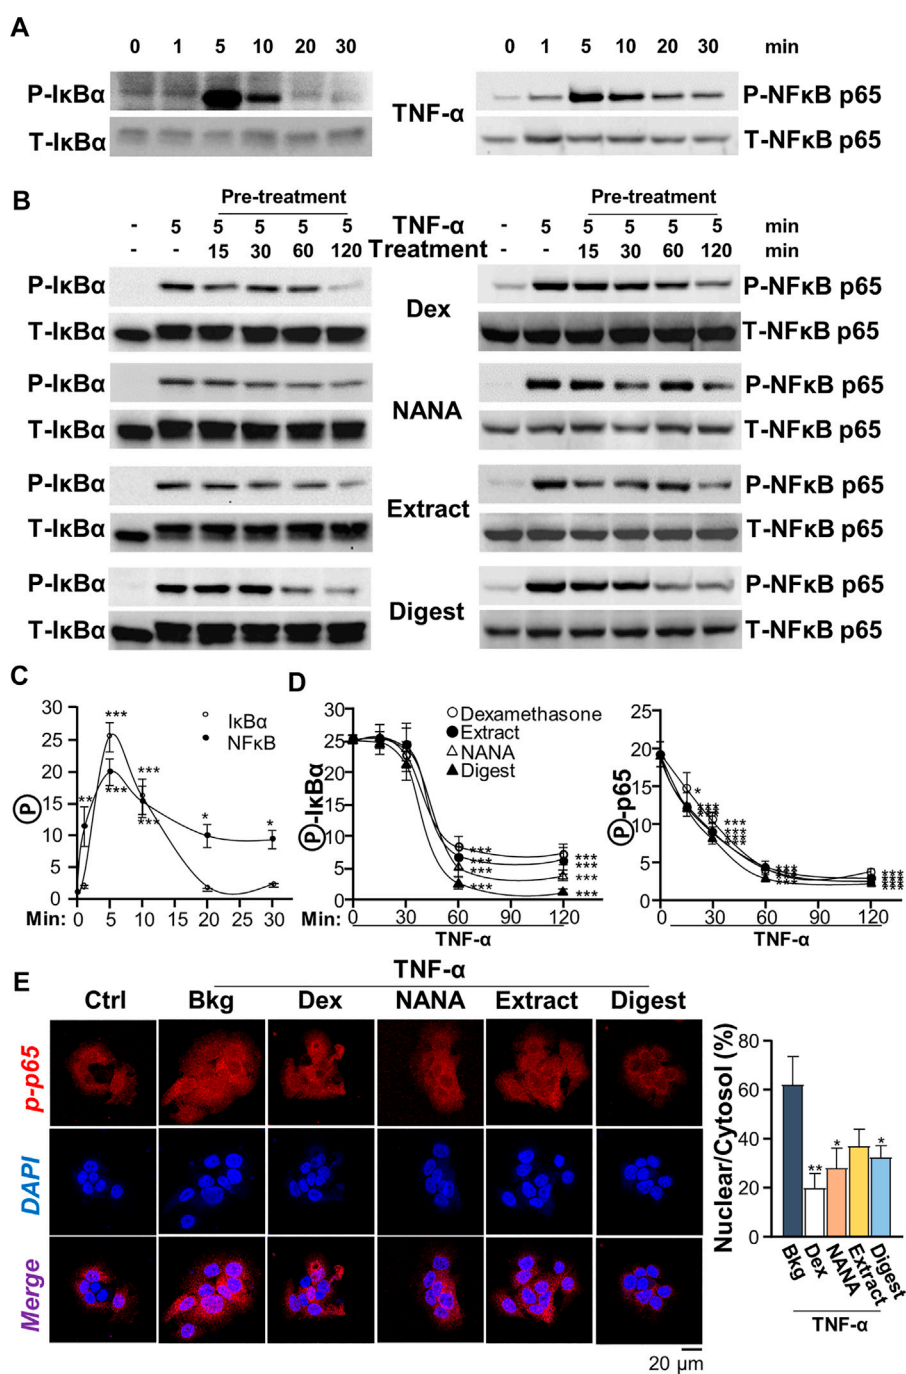 A
0 1 5 10 20 30 0 1 5 10 20 30 min
P-IκBα TNF-α P-NFκB p65
T-IκBα T-NFκB p65
B
Pre-treatment Pre-treatment
- 5 5 5 5 5 TNF-α - 5 5 5 5 5 min
- - 15 30 60 120 Treatment - - 15 30 60 120 min
P-IκBα Dex P-NFκB p65
T-IκBα T-NFκB p65
P-IκBα NANA P-NFκB p65
T-IκBα T-NFκB p65
P-IκBα Extract P-NFκB p65
T-IκBα T-NFκB p65
P-IκBα Digest P-NFκB p65
T-IκBα T-NFκB p65
C
30
25
20
15
10
5
0
P
IκBα
NFκB
***
***
**
***
***
*
*
Min: 0 5 10 15 20 25 30
D
30
25
20
15
10
5
0
P-IκBα
Dexamethasone
Extract
NANA
Digest
*** ***
*** ***
*** ***
*** ***
Min: 0 30 60 90 120
TNF-α
20
15
10
5
0
P-p65
*
***
***
***
***
***
***
0 30 60 90 120
TNF-α
E
TNF-α
Ctrl Bkg Dex NANA Extract Digest
p-p65
DAPI
Merge
20 μm
Nuclear/Cytosol (%)
80
60
40
20
0
** * *
Bkg Dex NANA Extract Digest
TNF-α